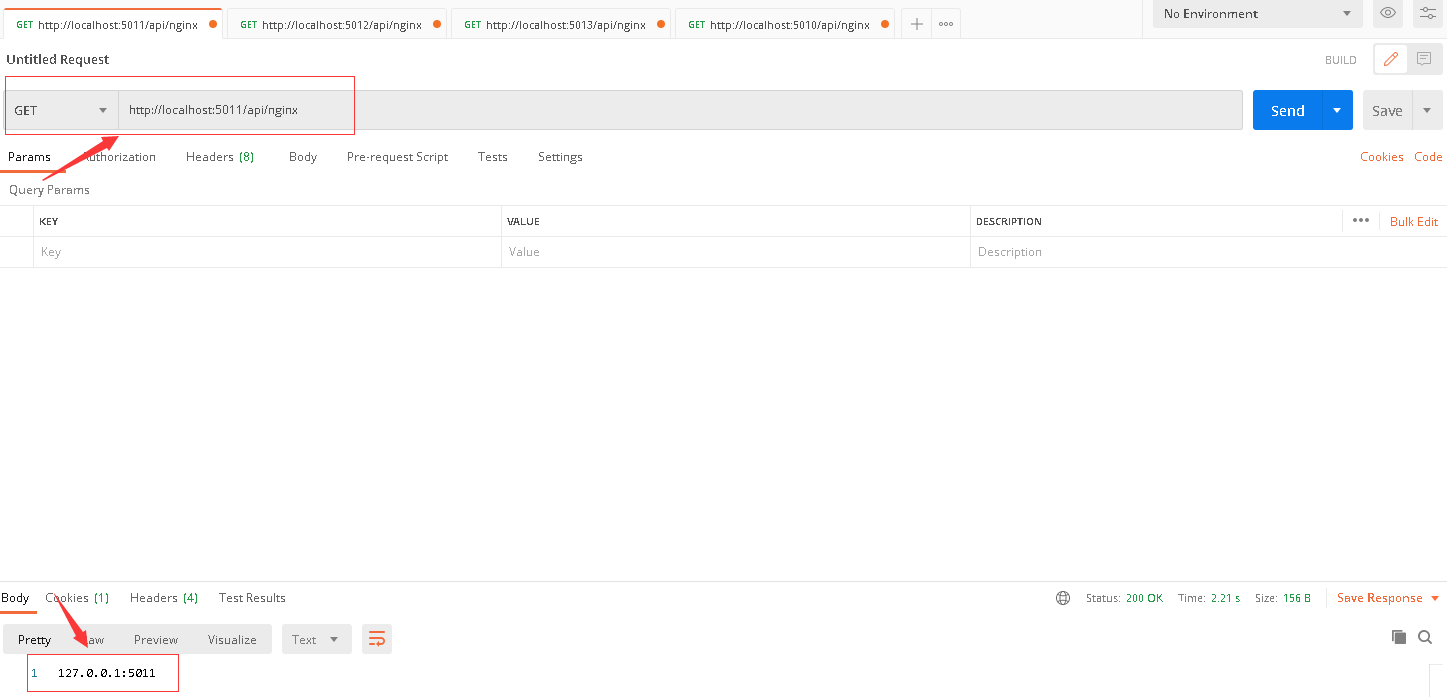 GET http://localhost:5011/api/nginx GET http://localhost:5012/api/nginx GET http://localhost:5013/api/nginx GET http://localhost:5010/api/nginx No Environment
Untitled Request BUILD
GET http://localhost:5011/api/nginx Send Save
Params Authorization Headers (8) Body Pre-request Script Tests Settings Cookies Code
Query Params
KEY VALUE DESCRIPTION Bulk Edit
Key Value Description
Body Cookies (1) Headers (4) Test Results Status: 200 OK Time: 2.21 s Size: 156 B Save Response
Pretty Raw Preview Visualize Text
1 127.0.0.1:5011